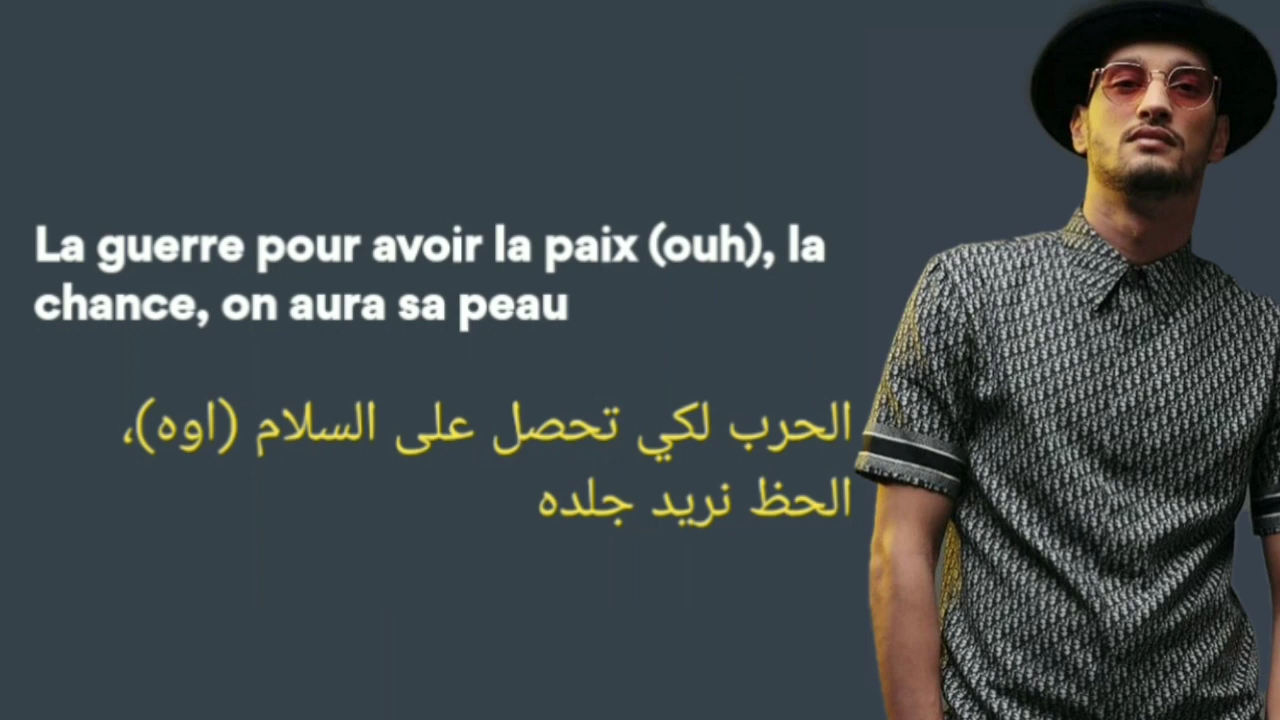 La guerre pour avoir la paix (ouh), la
chance, on aura sa peau
الحرب لكي تحصل على السلام (اوه)،
الحظ نريد جلده